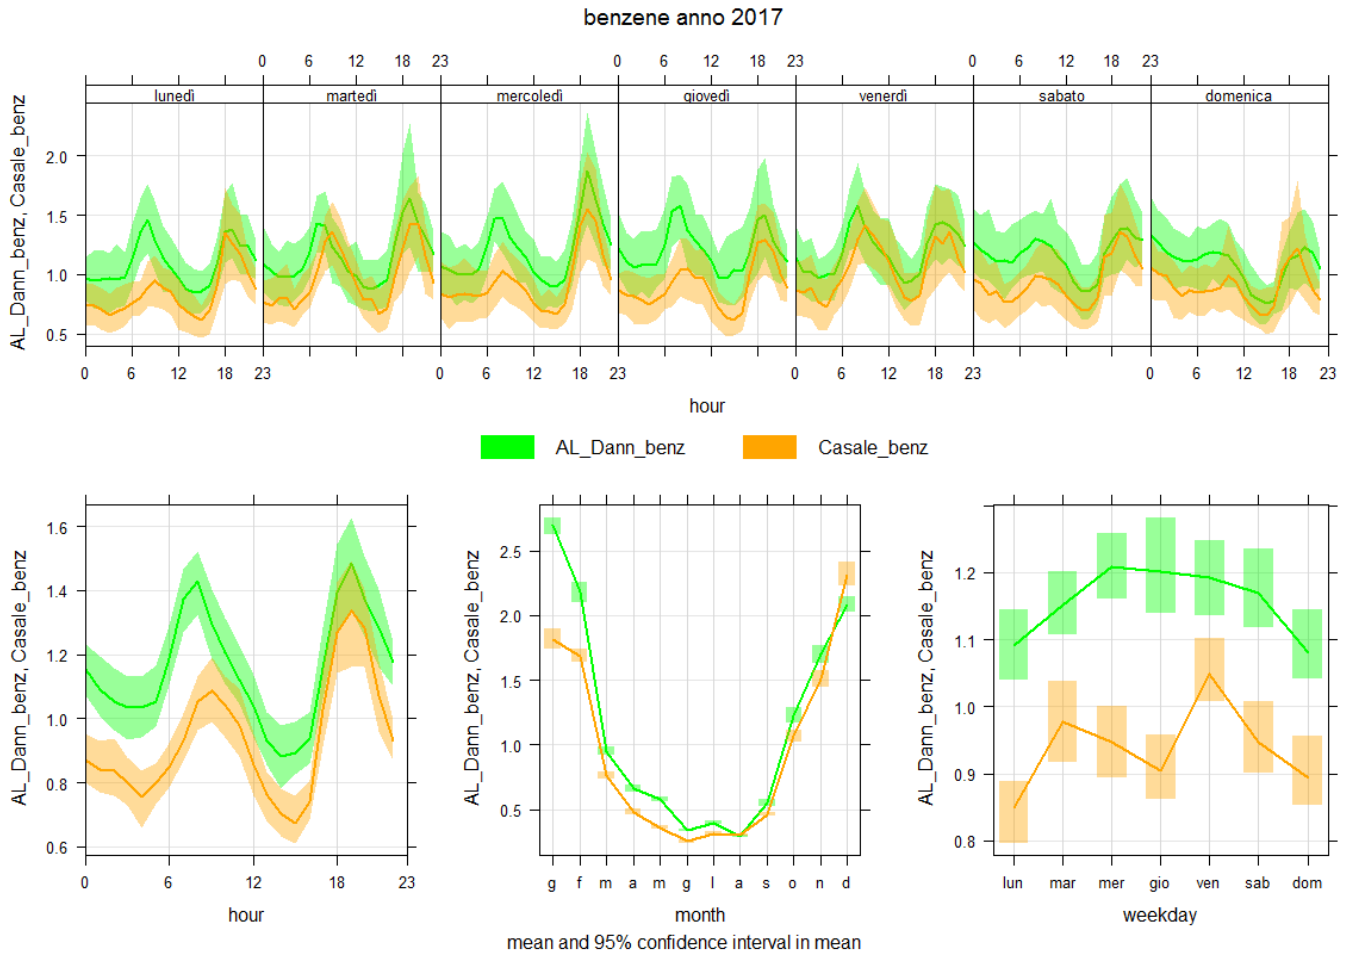 benzene anno 2017
0 6 12 18 23 0 6 12 18 23 0 6 12 18 23
lunedì martedì mercoledì giovedì venerdì sabato domenica
AL_Dann_benz, Casale_benz
2.0
1.5
1.0
0.5
0 6 12 18 23 0 6 12 18 23 0 6 12 18 23 0 6 12 18 23
hour
AL_Dann_benz Casale_benz
AL_Dann_benz, Casale_benz
1.6
1.4
1.2
1.0
0.8
0.6
0 6 12 18 23
hour
AL_Dann_benz, Casale_benz
2.5
2.0
1.5
1.0
0.5
g f m a m g l a s o n d
month
AL_Dann_benz, Casale_benz
1.2
1.1
1.0
0.9
0.8
lun mar mer gio ven sab dom
weekday
mean and 95% confidence interval in mean